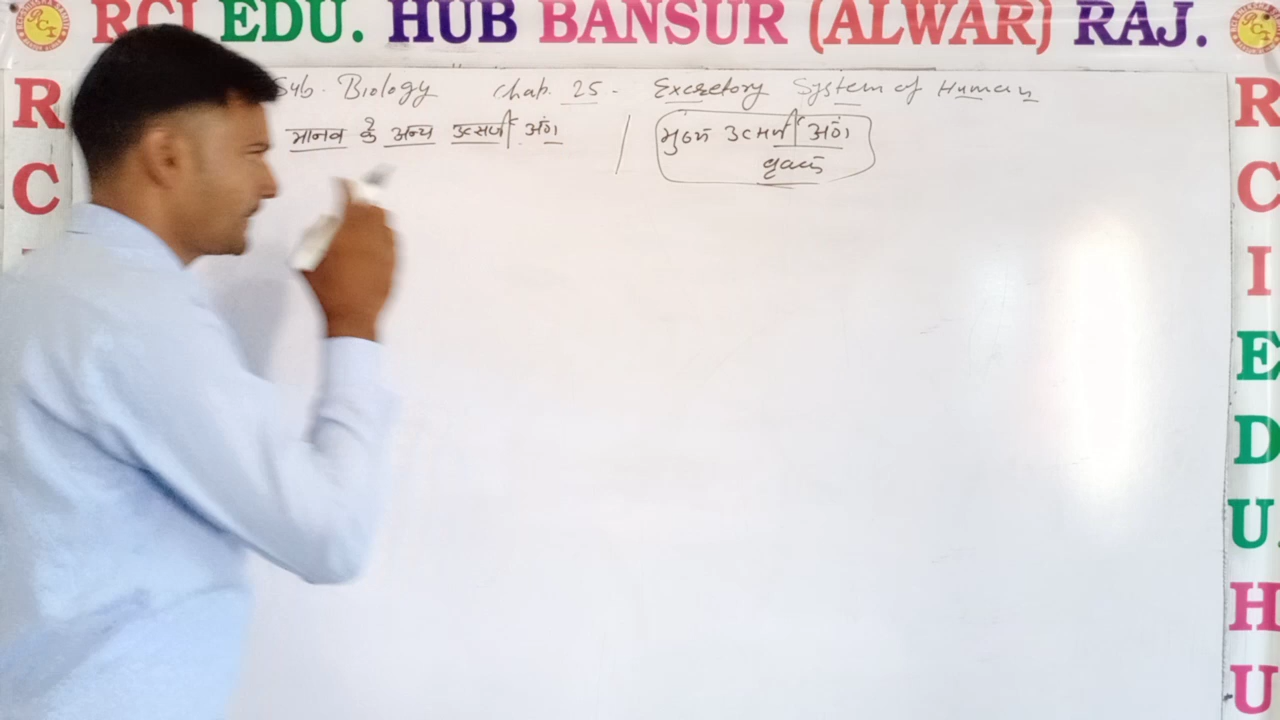 RCI EDU. HUB BANSUR (ALWAR) RAJ.
Sub. Biology Chap. 25. Excretory System of Human
मानव के अन्य उत्सर्जी अंग / मुख्य उत्सर्जी अंग
वृक्क
R
C
R
C
I
E
D
U.
H
U